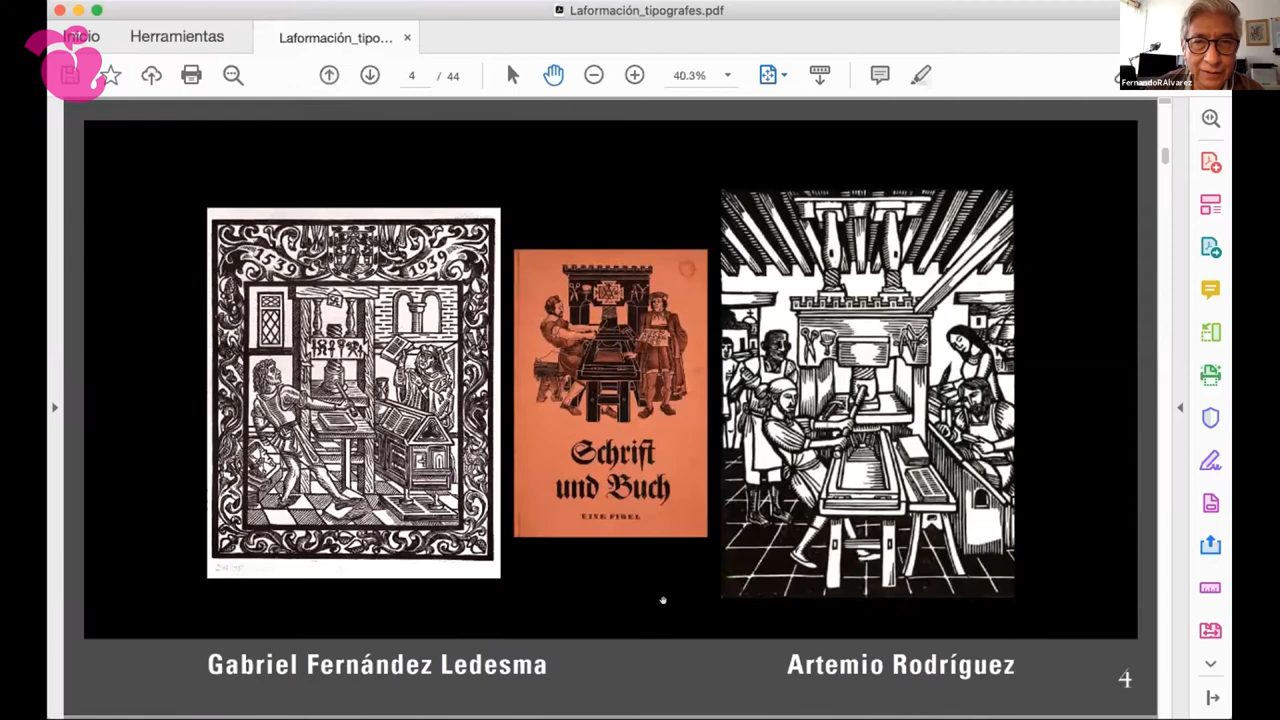 Laformación_tipografes.pdf
Inicio
Herramientas
Laformación_tipo... ×
4 / 44
40.3%
FernandoRAlvarez
1539 1939
Schrift
und Buch
EINE FIBEL
Gabriel Fernández Ledesma
Artemio Rodríguez
4